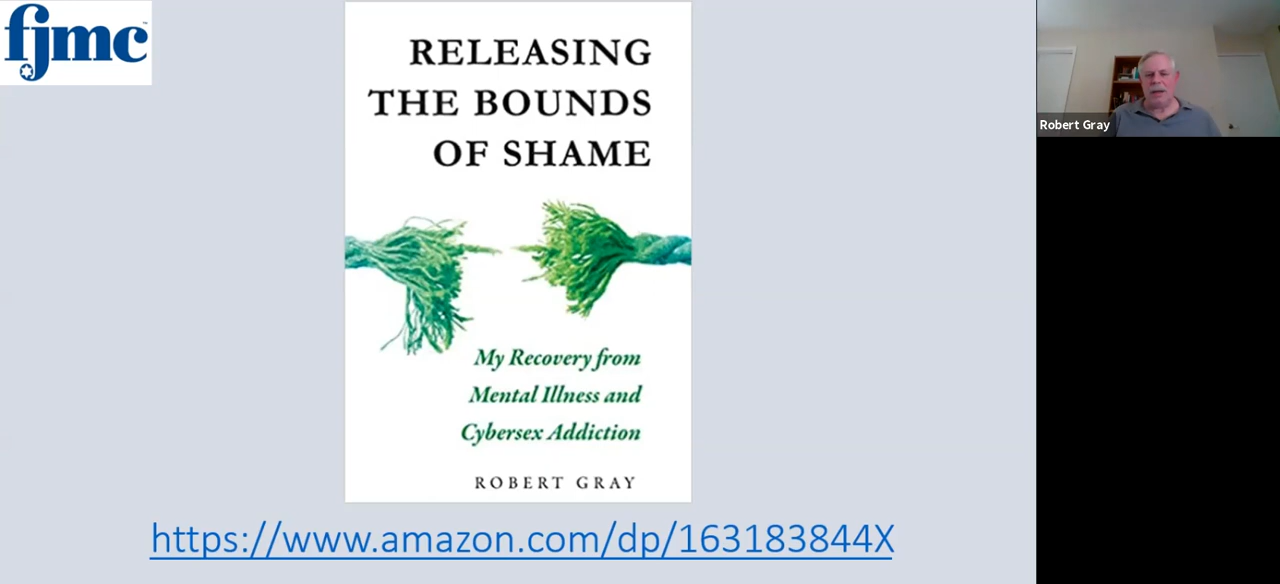 fjmc
RELEASING
THE BOUNDS
OF SHAME
My Recovery from
Mental Illness and
Cybersex Addiction
ROBERT GRAY
https://www.amazon.com/dp/163183844X
Robert Gray